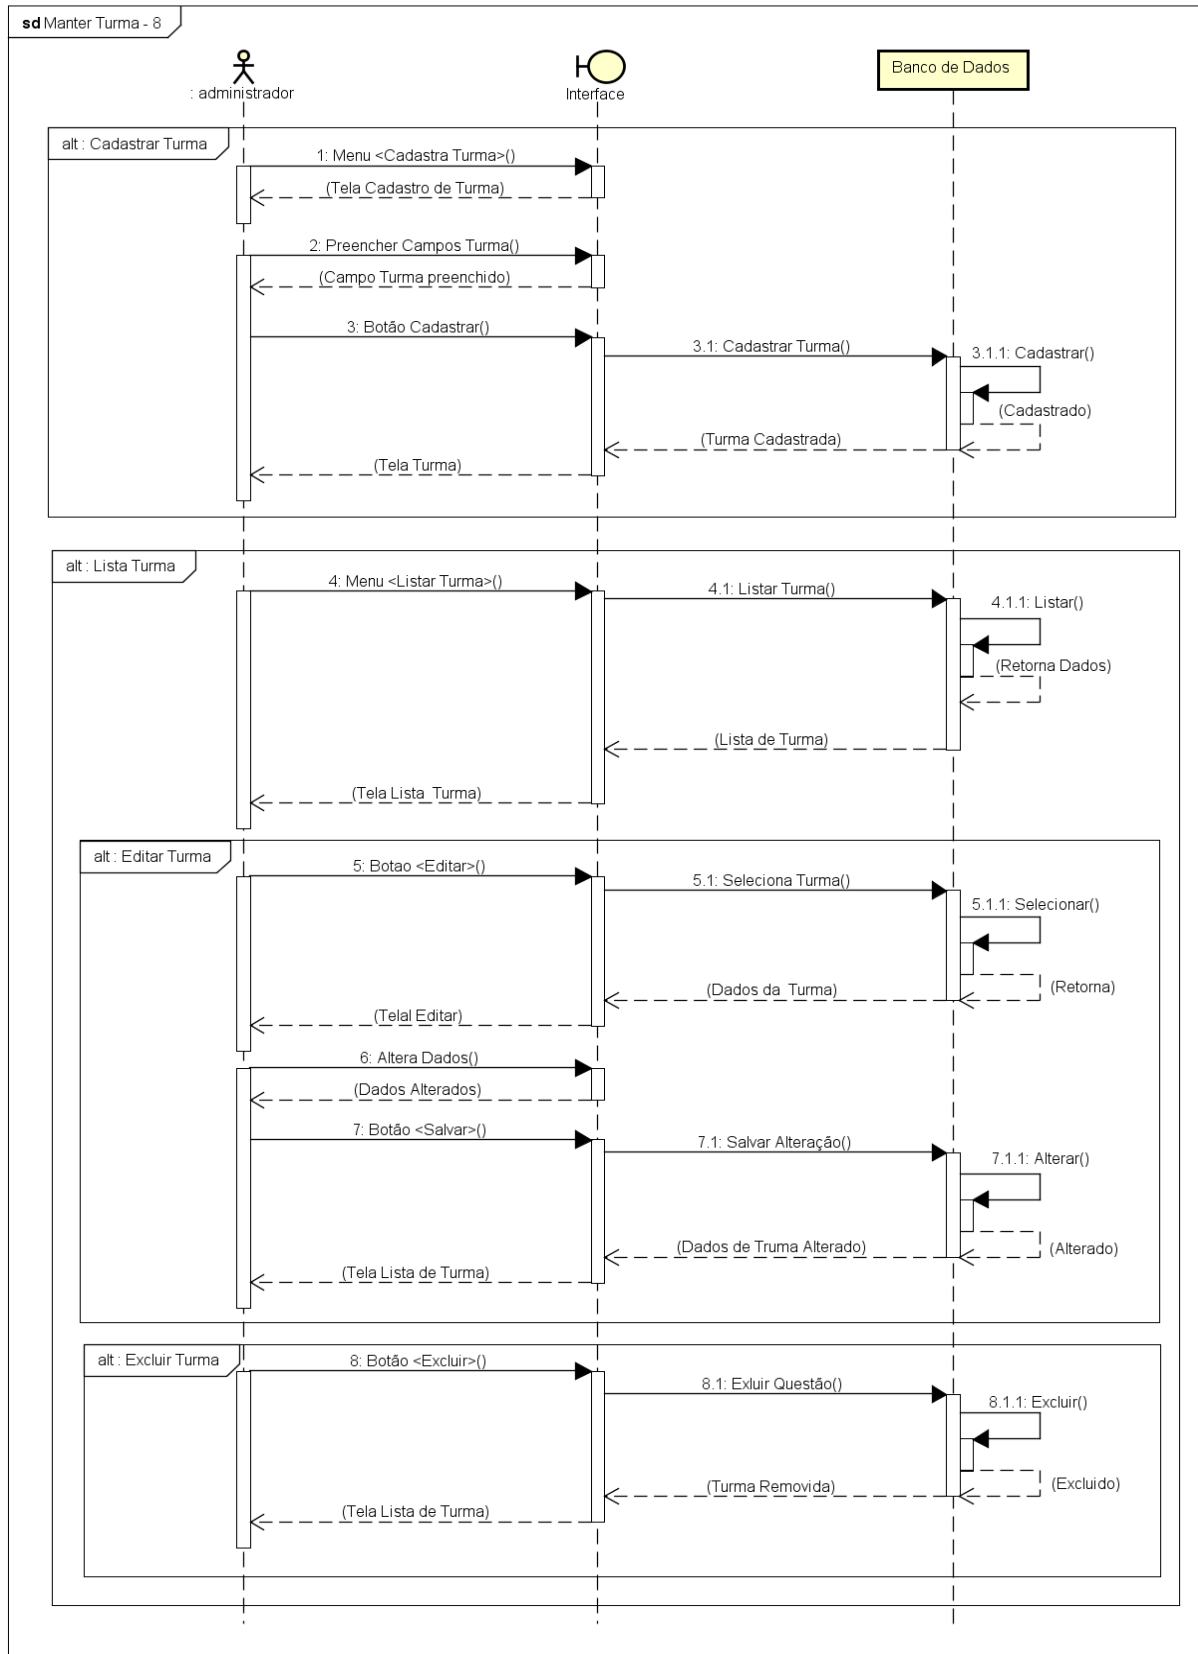 sd Manter Turma - 8
: administrador
Interface
Banco de Dados
alt : Cadastrar Turma
1: Menu <Cadastra Turma>()
(Tela Cadastro de Turma)
2: Preencher Campos Turma()
(Campo Turma preenchido)
3: Botão Cadastrar()
3.1: Cadastrar Turma()
3.1.1: Cadastrar()
(Cadastrado)
(Turma Cadastrada)
(Tela Turma)
alt : Lista Turma
4: Menu <Listar Turma>()
4.1: Listar Turma()
4.1.1: Listar()
(Retorna Dados)
(Lista de Turma)
(Tela Lista  Turma)
alt : Editar Turma
5: Botao <Editar>()
5.1: Seleciona Turma()
5.1.1: Selecionar()
(Retorna)
(Dados da  Turma)
(Telal Editar)
6: Altera Dados()
(Dados Alterados)
7: Botão <Salvar>()
7.1: Salvar Alteração()
7.1.1: Alterar()
(Alterado)
(Dados de Truma Alterado)
(Tela Lista de Turma)
alt : Excluir Turma
8: Botão <Excluir>()
8.1: Exluir Questão()
8.1.1: Excluir()
(Excluido)
(Turma Removida)
(Tela Lista de Turma)